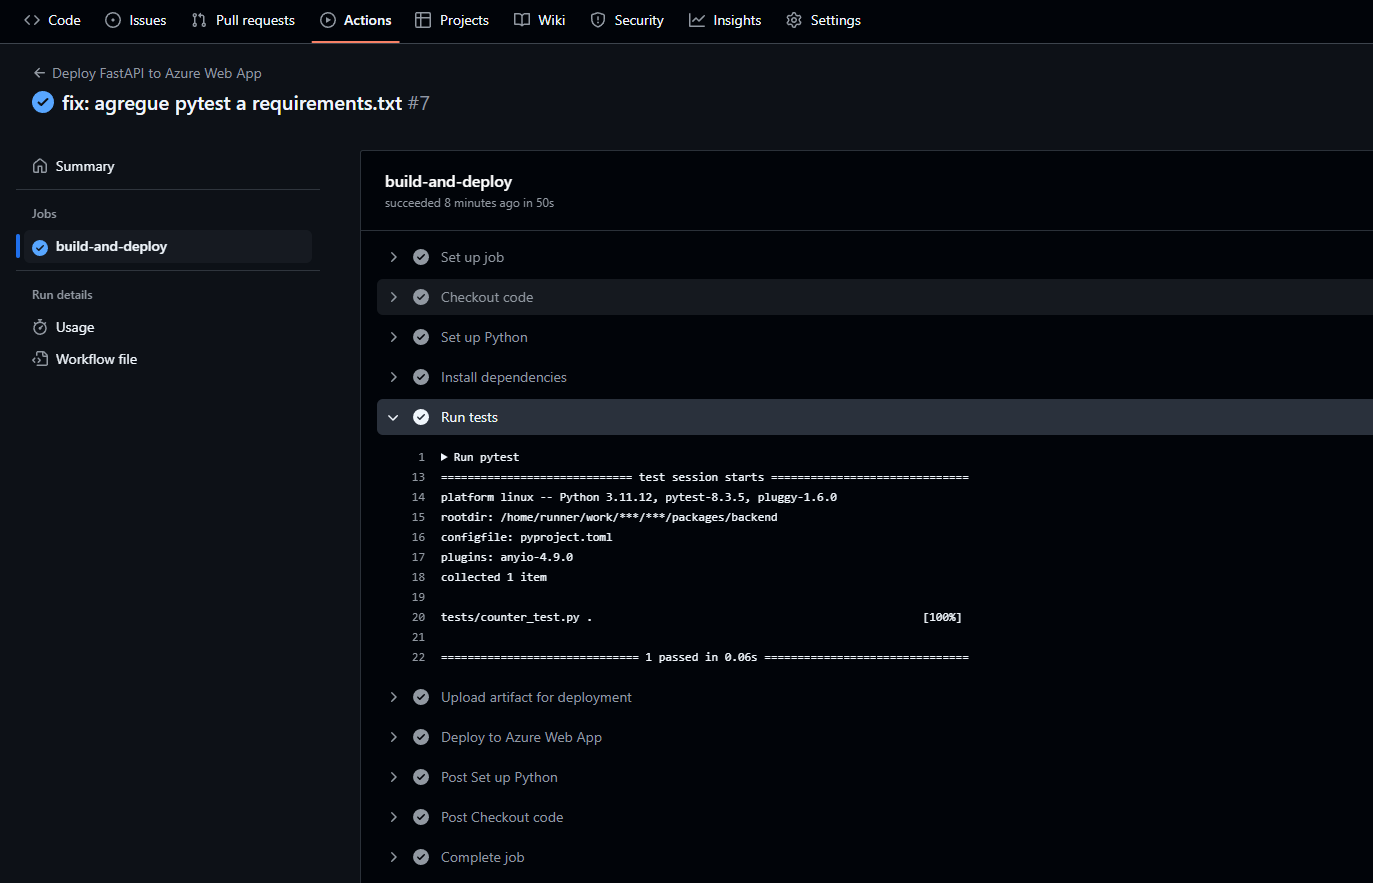 Code Issues Pull requests Actions Projects Wiki Security Insights Settings
Deploy FastAPI to Azure Web App
fix: agregue pytest a requirements.txt #7
Summary
Jobs
build-and-deploy
Run details
Usage
Workflow file
build-and-deploy
succeeded 8 minutes ago in 50s
Set up job
Checkout code
Set up Python
Install dependencies
Run tests
1 Run pytest
13 ============================= test session starts ==============================
14 platform linux -- Python 3.11.12, pytest-8.3.5, pluggy-1.6.0
15 rootdir: /home/runner/work/***/***/packages/backend
16 configfile: pyproject.toml
17 plugins: anyio-4.9.0
18 collected 1 item
19
20 tests/counter_test.py . [100%]
21
22 ============================== 1 passed in 0.06s ===============================
Upload artifact for deployment
Deploy to Azure Web App
Post Set up Python
Post Checkout code
Complete job